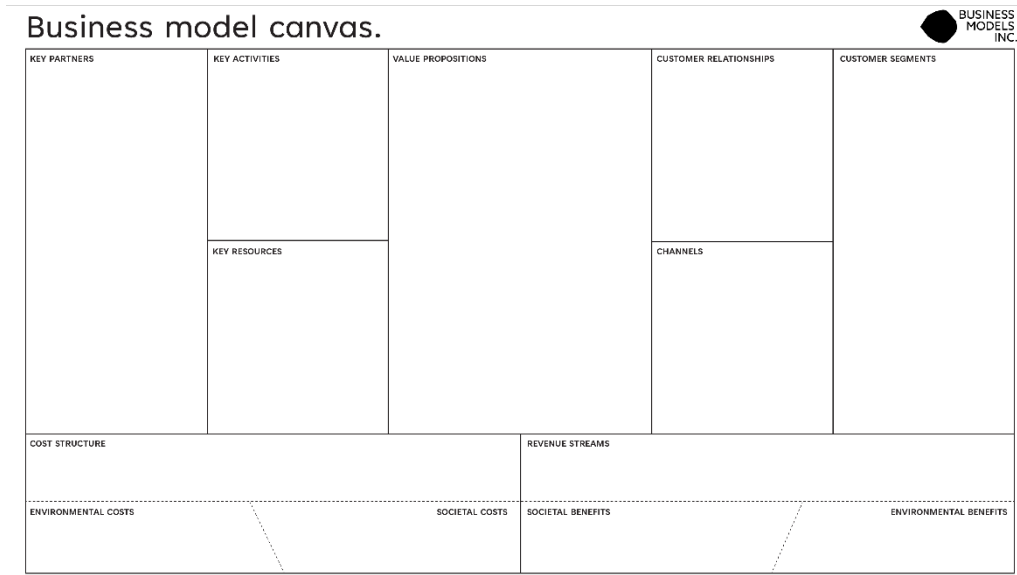 Business model canvas.
BUSINESS
MODELS
INC.
KEY PARTNERS
KEY ACTIVITIES
VALUE PROPOSITIONS
CUSTOMER RELATIONSHIPS
CUSTOMER SEGMENTS
KEY RESOURCES
CHANNELS
COST STRUCTURE
REVENUE STREAMS
ENVIRONMENTAL COSTS
SOCIETAL COSTS
SOCIETAL BENEFITS
ENVIRONMENTAL BENEFITS